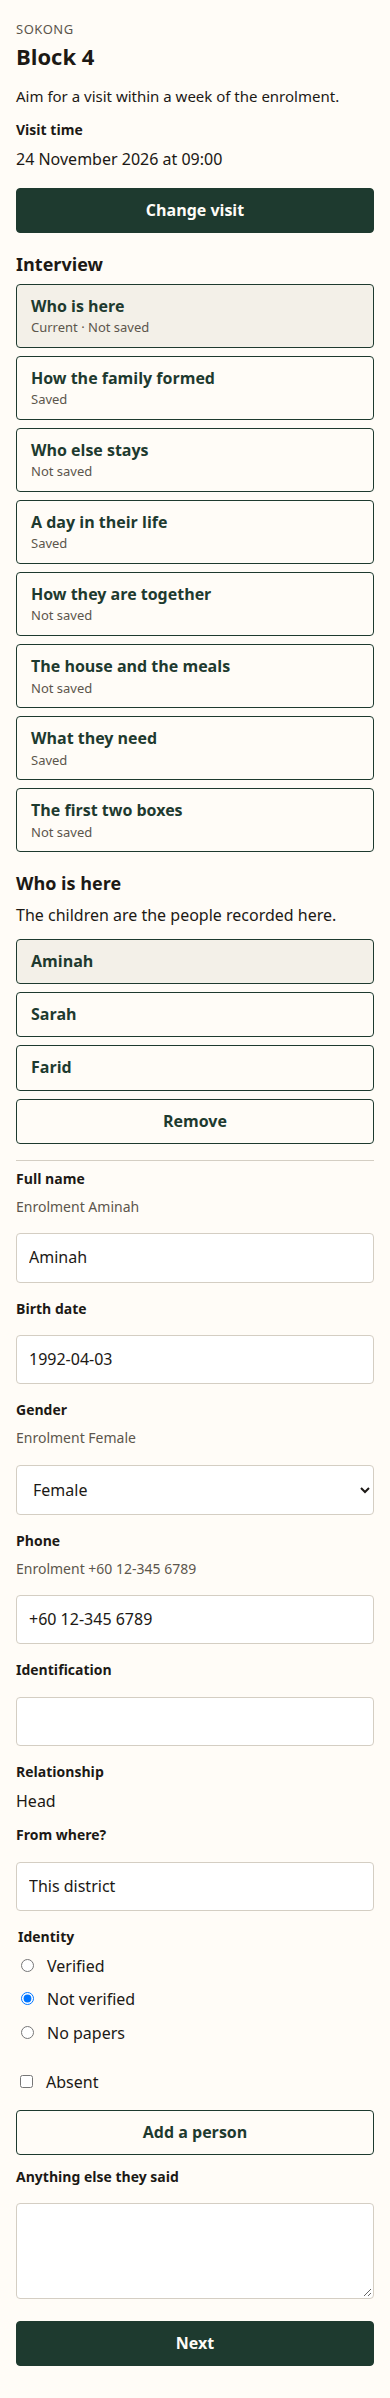 SOKONG
Block 4
Aim for a visit within a week of the enrolment.
Visit time
24 November 2026 at 09:00
Change visit
Interview
Who is here
Current · Not saved
How the family formed
Saved
Who else stays
Not saved
A day in their life
Saved
How they are together
Not saved
The house and the meals
Not saved
What they need
Saved
The first two boxes
Not saved
Who is here
The children are the people recorded here.
Aminah
Sarah
Farid
Remove
Full name
Enrolment Aminah
Aminah
Birth date
1992-04-03
Gender
Enrolment Female
Female
Phone
Enrolment +60 12-345 6789
+60 12-345 6789
Identification
Relationship
Head
From where?
This district
Identity
Verified
Not verified
No papers
Absent
Add a person
Anything else they said
Next